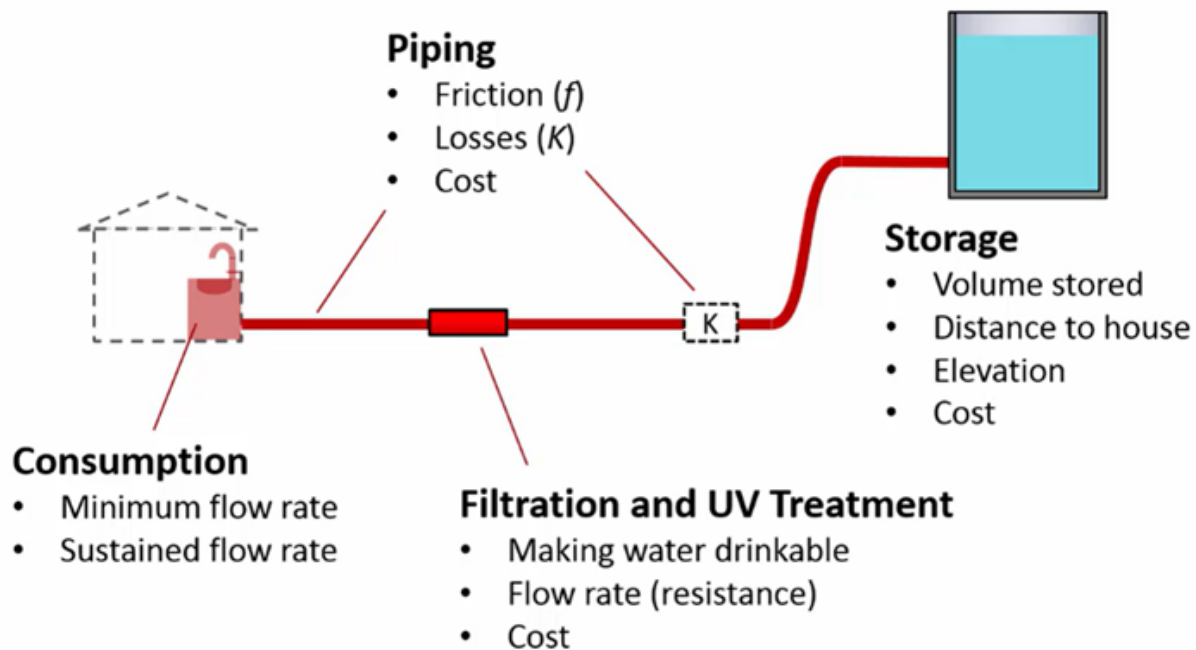 Piping
• Friction (f)
• Losses (K)
• Cost
K
Storage
• Volume stored
• Distance to house
• Elevation
• Cost
Consumption
• Minimum flow rate
• Sustained flow rate
Filtration and UV Treatment
• Making water drinkable
• Flow rate (resistance)
• Cost